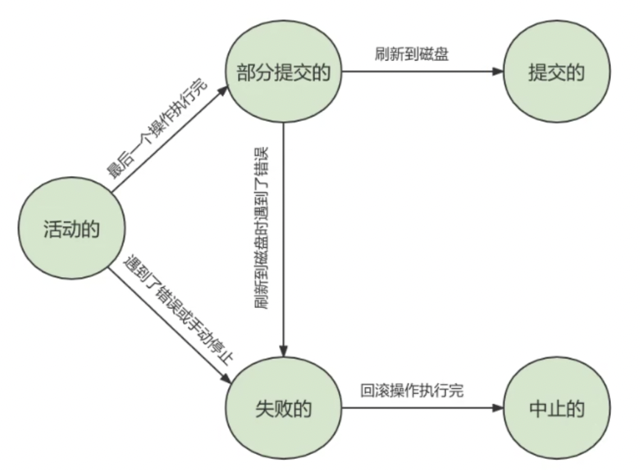 部分提交的
刷新到磁盘
提交的
最后一个操作执行完
活动的
刷新到磁盘时遇到了错误
遇到了错误或手动停止
失败的
回滚操作执行完
中止的